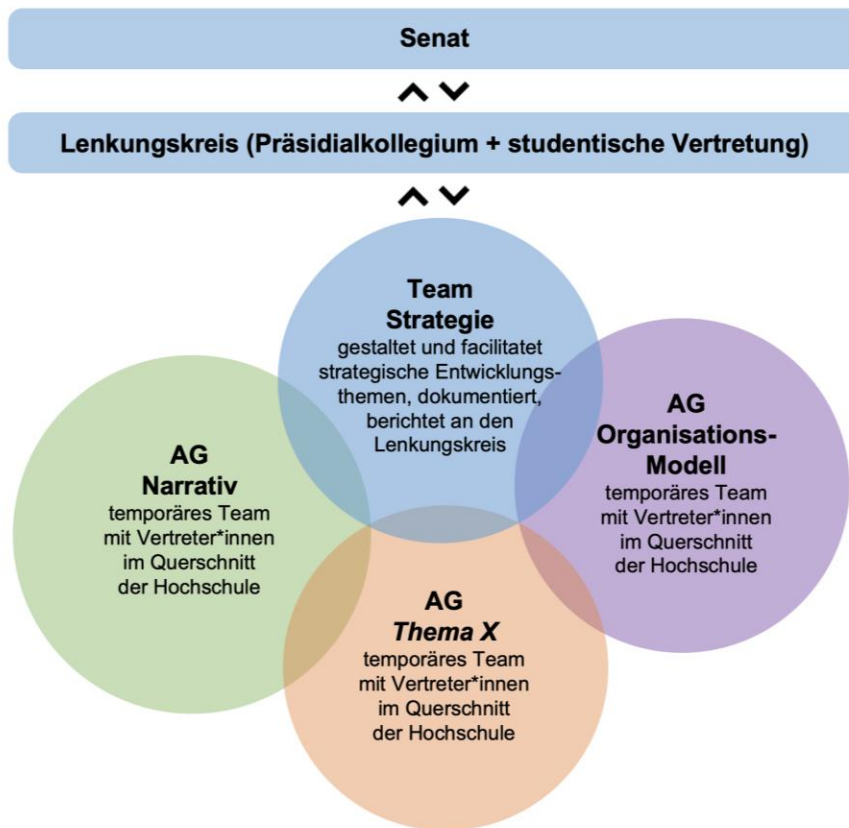 Senat
Lenkungskreis (Präsidialkollegium + studentische Vertretung)
Team
Strategie
gestaltet und facilitatet
strategische Entwicklungs-
themen, dokumentiert,
berichtet an den
Lenkungskreis
AG
Narrativ
temporäres Team
mit Vertreter*innen
im Querschnitt
der Hochschule
AG
Organisations-
Modell
temporäres Team
mit Vertreter*innen
im Querschnitt
der Hochschule
AG
Thema X
temporäres Team
mit Vertreter*innen
im Querschnitt
der Hochschule